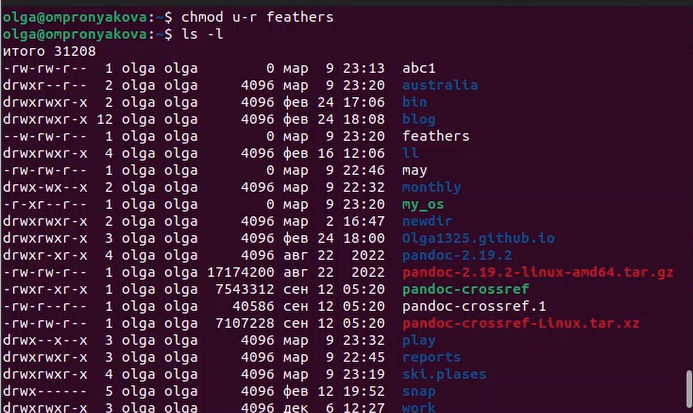 olga@ompronyakova:~$ chmod u-r feathers
olga@ompronyakova:~$ ls -l
итого 31208
-rw-rw-r-- 1 olga olga 0 мар 9 23:13 abc1
drwxr--r-- 2 olga olga 4096 мар 9 23:20 australia
drwxrwxr-x 2 olga olga 4096 фев 24 17:06 bin
drwxrwxr-x 12 olga olga 4096 фев 24 18:08 blog
--w-rw-r-- 1 olga olga 0 мар 9 23:20 feathers
drwxrwxr-x 4 olga olga 4096 фев 16 12:06 ll
-rw-rw-r-- 1 olga olga 0 мар 9 22:46 may
drwx-wx--x 2 olga olga 4096 мар 9 22:32 monthly
-r-xr--r-- 1 olga olga 0 мар 9 23:20 my_os
drwxrwxr-x 2 olga olga 4096 мар 2 16:47 newdir
drwxrwxr-x 3 olga olga 4096 фев 24 18:00 Olga1325.github.io
drwxr-xr-x 4 olga olga 4096 авг 22 2022 pandoc-2.19.2
-rw-rw-r-- 1 olga olga 17174200 авг 22 2022 pandoc-2.19.2-linux-amd64.tar.gz
-rwxr-xr-x 1 olga olga 7543312 сен 12 05:20 pandoc-crossref
-rw-r--r-- 1 olga olga 40586 сен 12 05:20 pandoc-crossref.1
-rw-rw-r-- 1 olga olga 7107228 сен 12 05:20 pandoc-crossref-Linux.tar.xz
drwx--x--x 3 olga olga 4096 мар 9 23:32 play
drwxrwxr-x 3 olga olga 4096 мар 9 22:45 reports
drwxrwxr-x 4 olga olga 4096 мар 9 23:19 ski.plases
drwx------ 5 olga olga 4096 фев 12 19:52 snap
drwxrwxr-x 3 olga olga 4096 дек 6 12:27 work